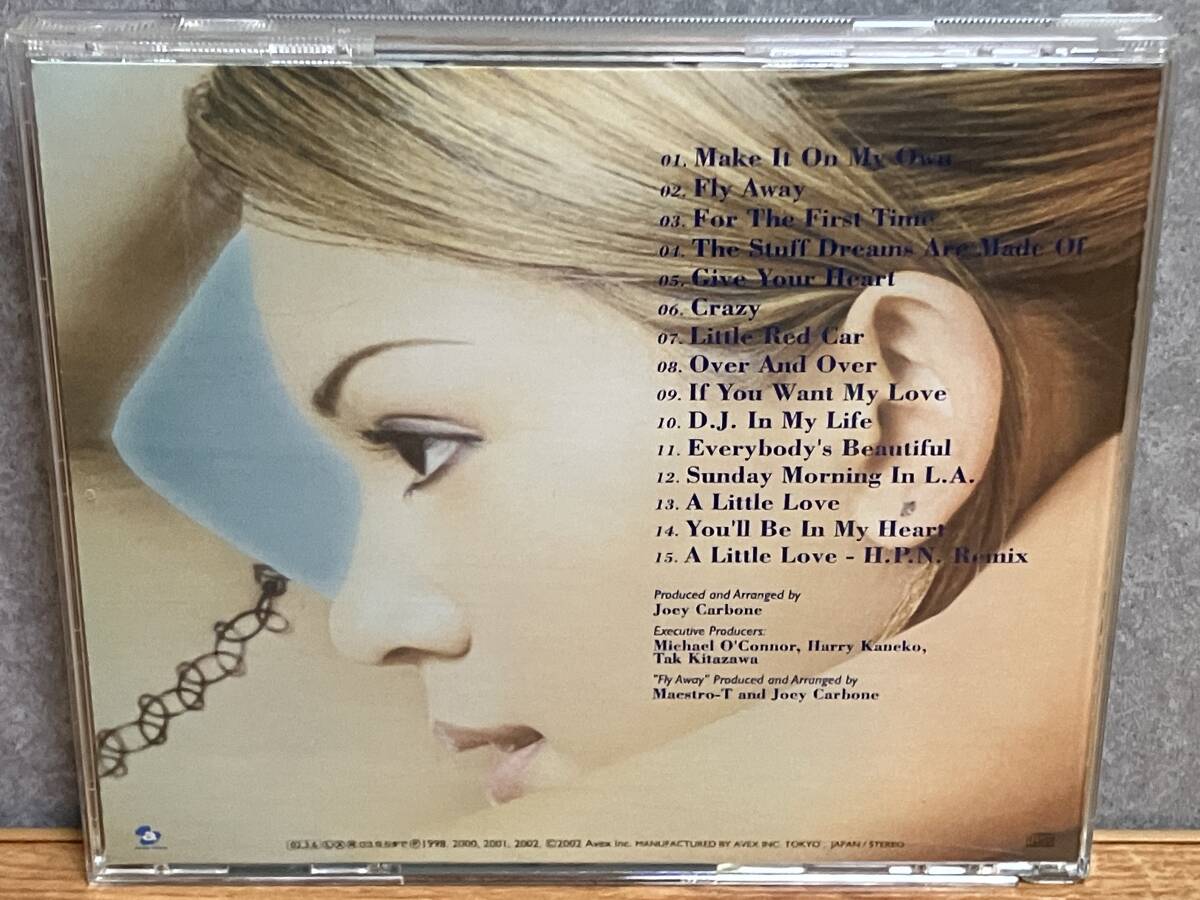 01. Make It On My Own
02. Fly Away
03. For The First Time
04. The Stuff Dreams Are Made Of
05. Give Your Heart
06. Crazy
07. Little Red Car
08. Over And Over
09. If You Want My Love
10. D.J. In My Life
11. Everybody's Beautiful
12. Sunday Morning In L.A.
13. A Little Love
14. You'll Be In My Heart
15. A Little Love - H.P.N. Remix
Produced and Arranged by
Joey Carbone
Executive Producers:
Michael O'Connor, Harry Kaneko,
Tak Kitazawa
"Fly Away" Produced and Arranged by
Maestro-T and Joey Carbone
02.3.6 ℗1998, 2000, 2001, 2002, ©2002 Avex Inc. MANUFACTURED BY AVEX INC. TOKYO, JAPAN / STEREO